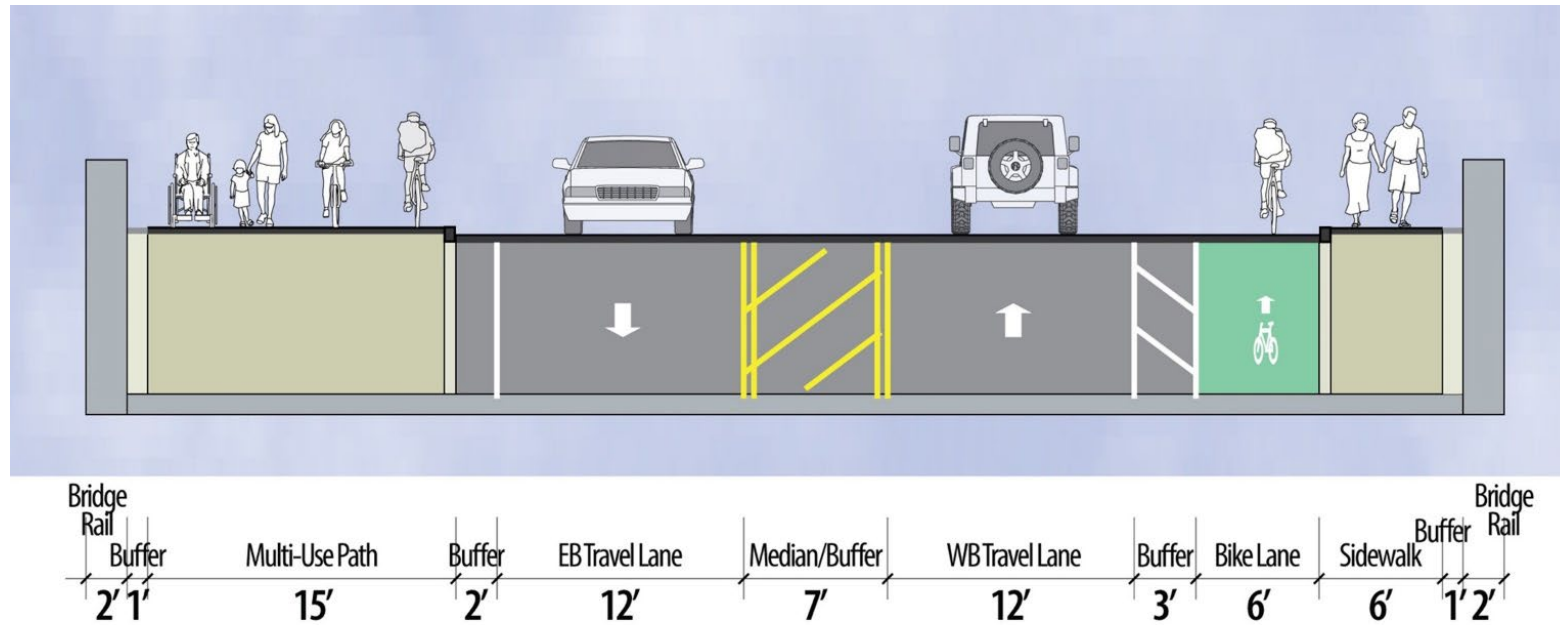 Bridge
Rail
Buffer
Multi-Use Path
Buffer
EB Travel Lane
Median/Buffer
WB Travel Lane
Buffer
Bike Lane
Sidewalk
Buffer
Bridge
Rail
2' 1' 15' 2' 12' 7' 12' 3' 6' 6' 1' 2'